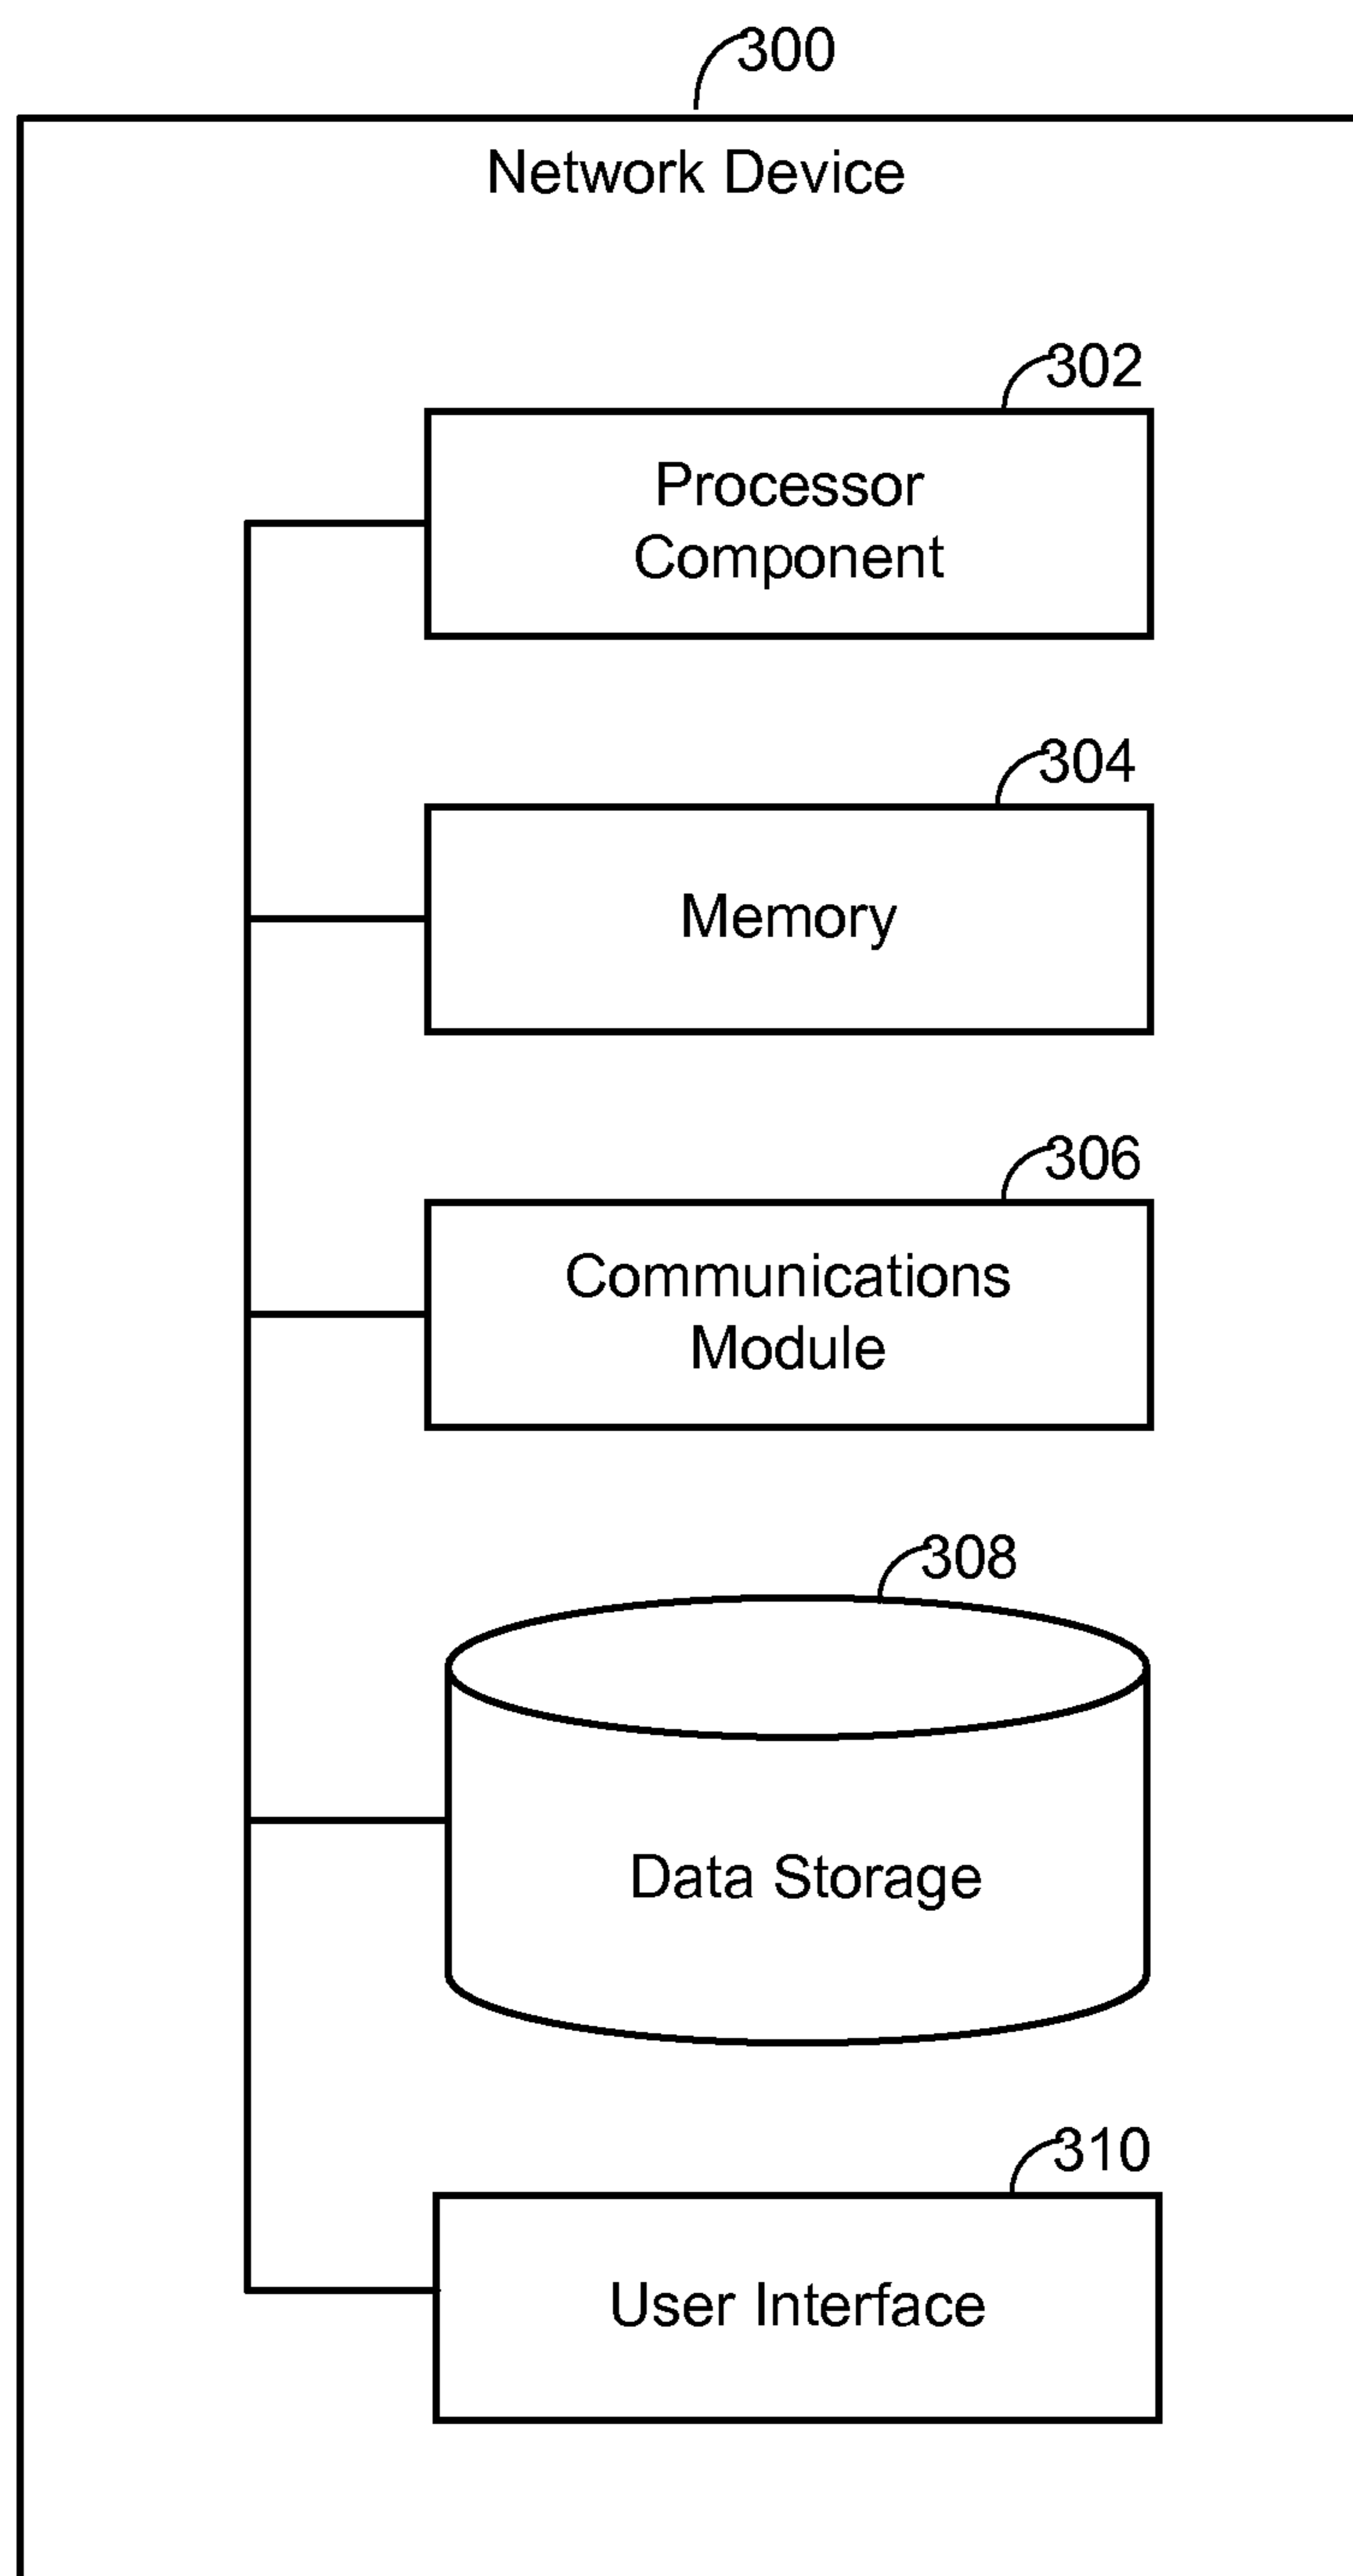 300
Network Device
302
Processor
Component
304
Memory
306
Communications
Module
308
Data Storage
310
User Interface